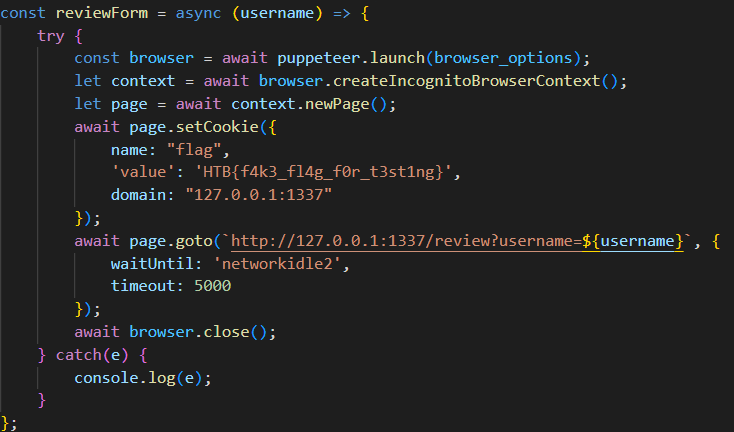 const reviewForm = async (username) => {
    try {
        const browser = await puppeteer.launch(browser_options);
        let context = await browser.createIncognitoBrowserContext();
        let page = await context.newPage();
        await page.setCookie({
            name: "flag",
            'value': 'HTB{f4k3_fl4g_f0r_t3st1ng}',
            domain: "127.0.0.1:1337"
        });
        await page.goto(`http://127.0.0.1:1337/review?username=${username}`, {
            waitUntil: 'networkidle2',
            timeout: 5000
        });
        await browser.close();
    } catch(e) {
        console.log(e);
    }
};